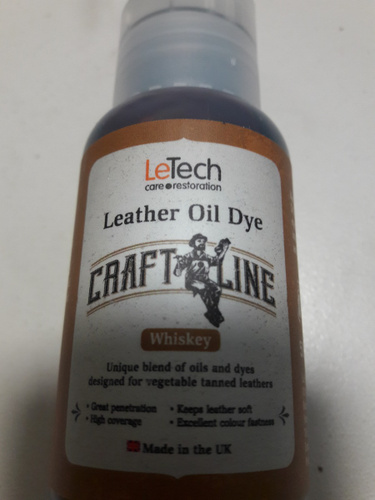 LeTech
care restoration
Leather Oil Dye
CRAFT LINE
Whiskey
Unique blend of oils and dyes
designed for vegetable tanned leathers
• Great penetration • Keeps leather soft
• High coverage • Excellent colour fastness
Made in the UK